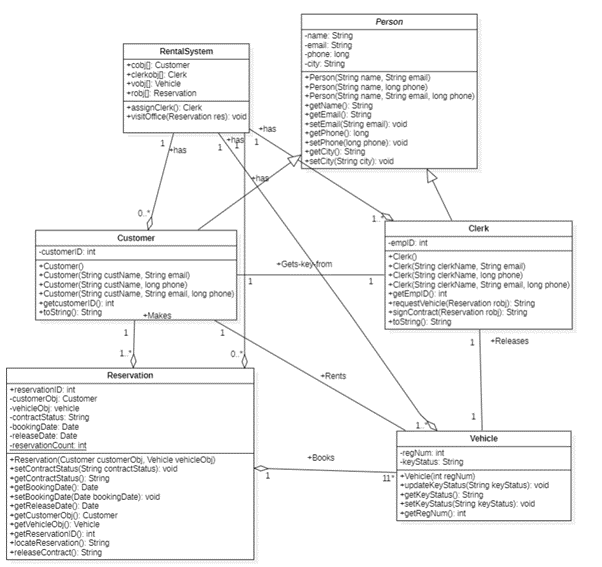 Person
-name: String
-email: String
-phone: long
-city: String
+Person(String name, String email)
+Person(String name, long phone)
+Person(String name, String email, long phone)
+getName(): String
+getEmail(): String
+setEmail(String email): void
+getPhone(): long
+setPhone(long phone): void
+getCity(): String
+setCity(String city): void
RentalSystem
+cobj[]: Customer
+clerkobj[]: Clerk
+vobj[]: Vehicle
+robj[]: Reservation
+assignClerk(): Clerk
+visitOffice(Reservation res): void
+has
+has
1
1
1
1
+has
+has
0..*
1..*
Customer
-customerID: int
+Customer()
+Customer(String custName, String email)
+Customer(String custName, long phone)
+Customer(String custName, String email, long phone)
+getcustomerID(): int
+toString(): String
+Gets-key-from
1
1
Clerk
-empID: int
+Clerk()
+Clerk(String clerkName, String email)
+Clerk(String clerkName, long phone)
+Clerk(String clerkName, String email, long phone)
+getEmpID(): int
+requestVehicle(Reservation robj): String
+signContract(Reservation robj): String
+toString(): String
+Makes
1
1
1
+Releases
1..*
0..*
+Rents
Reservation
+reservationID: int
-customerObj: Customer
-vehicleObj: vehicle
-contractStatus: String
-bookingDate: Date
-releaseDate: Date
-reservationCount: int
+Reservation(Customer customerObj, Vehicle vehicleObj)
+setContractStatus(String contractStatus): void
+getContractStatus(): String
+getBookingDate(): Date
+setBookingDate(Date bookingDate): void
+getReleaseDate(): Date
+getCustomerObj(): Customer
+getVehicleObj(): Vehicle
+getReservationID(): int
+locateReservation(): String
+releaseContract(): String
+Books
1
11*
1..*
1
Vehicle
-regNum: int
-keyStatus: String
+Vehicle(int regNum)
+updateKeyStatus(String keyStatus): void
+getKeyStatus(): String
+setKeyStatus(String keyStatus): void
+getRegNum(): int